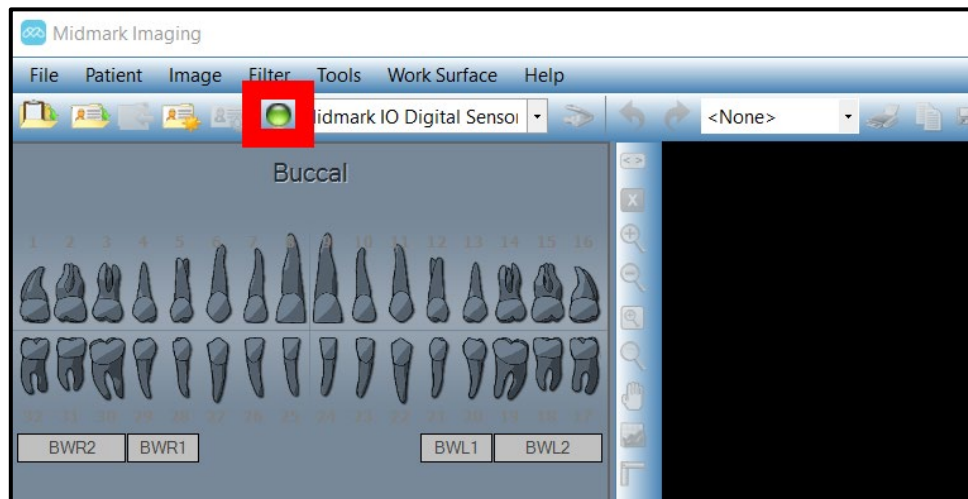 Midmark Imaging
File Patient Image Filter Tools Work Surface Help
idmark IO Digital Sensor <None>
Buccal
1 2 3 4 5 6 7 8 9 10 11 12 13 14 15 16
32 31 30 29 28 27 26 25 24 23 22 21 20 19 18 17
BWR2 BWR1 BWL1 BWL2